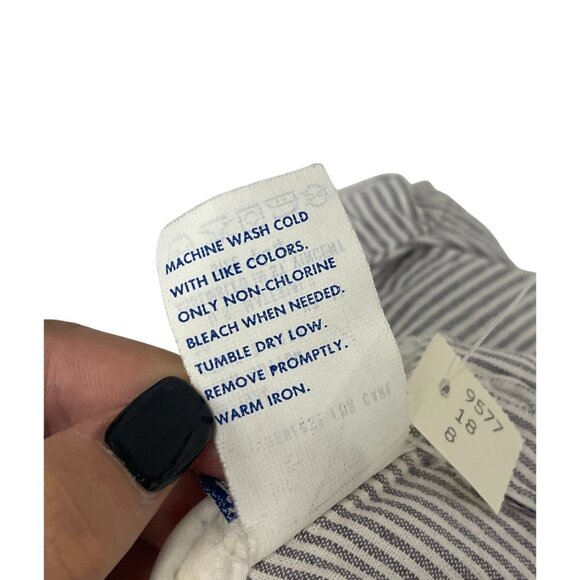 MACHINE WASH COLD
WITH LIKE COLORS.
ONLY NON-CHLORINE
BLEACH WHEN NEEDED.
TUMBLE DRY LOW.
REMOVE PROMPTLY.
WARM IRON.
9577
18
8